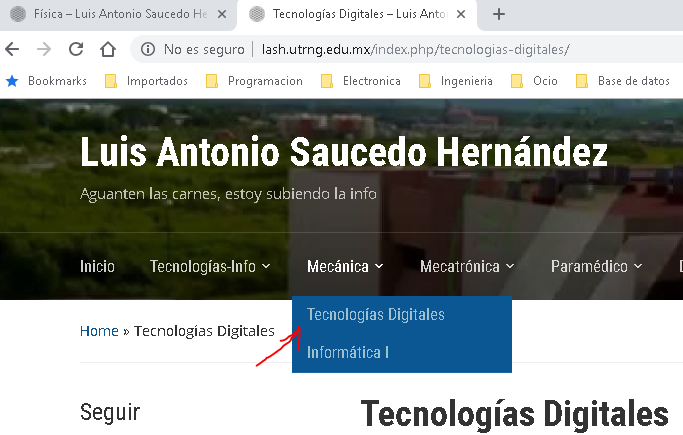 Física – Luis Antonio Saucedo He
Tecnologías Digitales – Luis Anto
No es seguro | lash.utrng.edu.mx/index.php/tecnologias-digitales/
Bookmarks Importados Programacion Electronica Ingenieria Ocio Base de datos
Luis Antonio Saucedo Hernández
Aguanten las carnes, estoy subiendo la info
Inicio Tecnologías-Info Mecánica Mecatrónica Paramédico
Tecnologías Digitales
Informática I
Home » Tecnologías Digitales
Seguir
Tecnologías Digitales